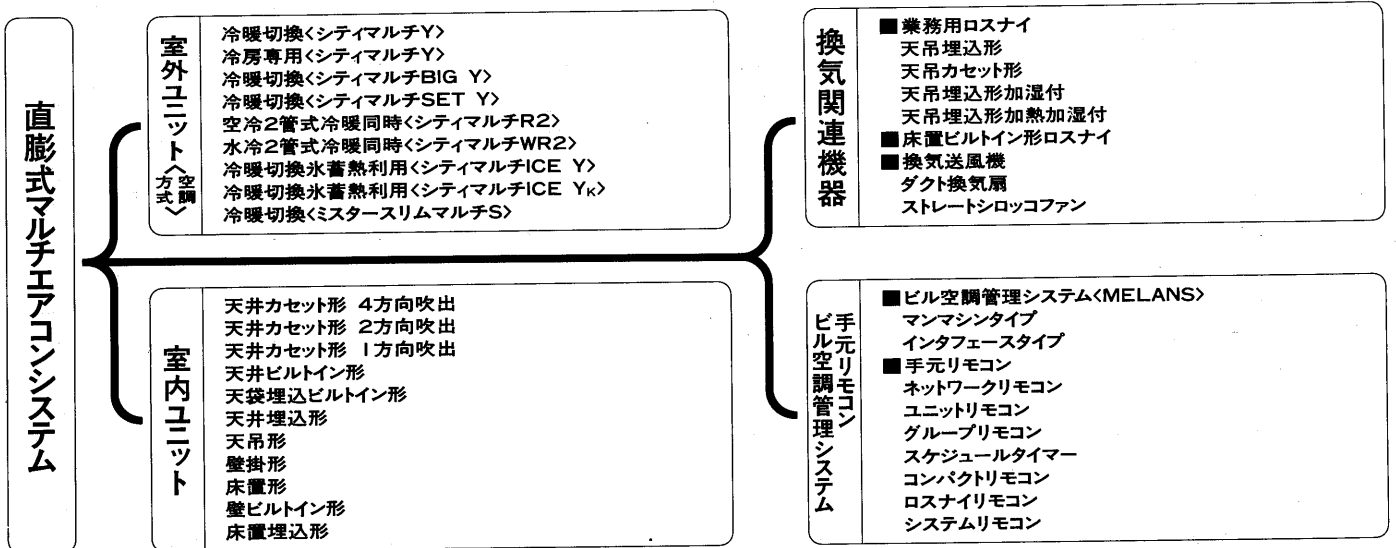 直膨式マルチエアコンシステム
室外ユニット〈空調方式〉
冷暖切換〈シティマルチY〉
冷房専用〈シティマルチY〉
冷暖切換〈シティマルチBIG Y〉
冷暖切換〈シティマルチSET Y〉
空冷2管式冷暖同時〈シティマルチR2〉
水冷2管式冷暖同時〈シティマルチWR2〉
冷暖切換氷蓄熱利用〈シティマルチICE Y〉
冷暖切換氷蓄熱利用〈シティマルチICE YK〉
冷暖切換〈ミスタースリムマルチS〉
室内ユニット
天井カセット形 4方向吹出
天井カセット形 2方向吹出
天井カセット形 1方向吹出
天井ビルトイン形
天袋埋込ビルトイン形
天井埋込形
天吊形
壁掛形
床置形
壁ビルトイン形
床置埋込形
換気関連機器
■業務用ロスナイ
天吊埋込形
天吊カセット形
天吊埋込形加湿付
天吊埋込形加熱加湿付
■床置ビルトイン形ロスナイ
■換気送風機
ダクト換気扇
ストレートシロッコファン
手元リモコン
ビル空調管理システム
■ビル空調管理システム〈MELANS〉
マンマシンタイプ
インタフェースタイプ
■手元リモコン
ネットワークリモコン
ユニットリモコン
グループリモコン
スケジュールタイマー
コンパクトリモコン
ロスナイリモコン
システムリモコン